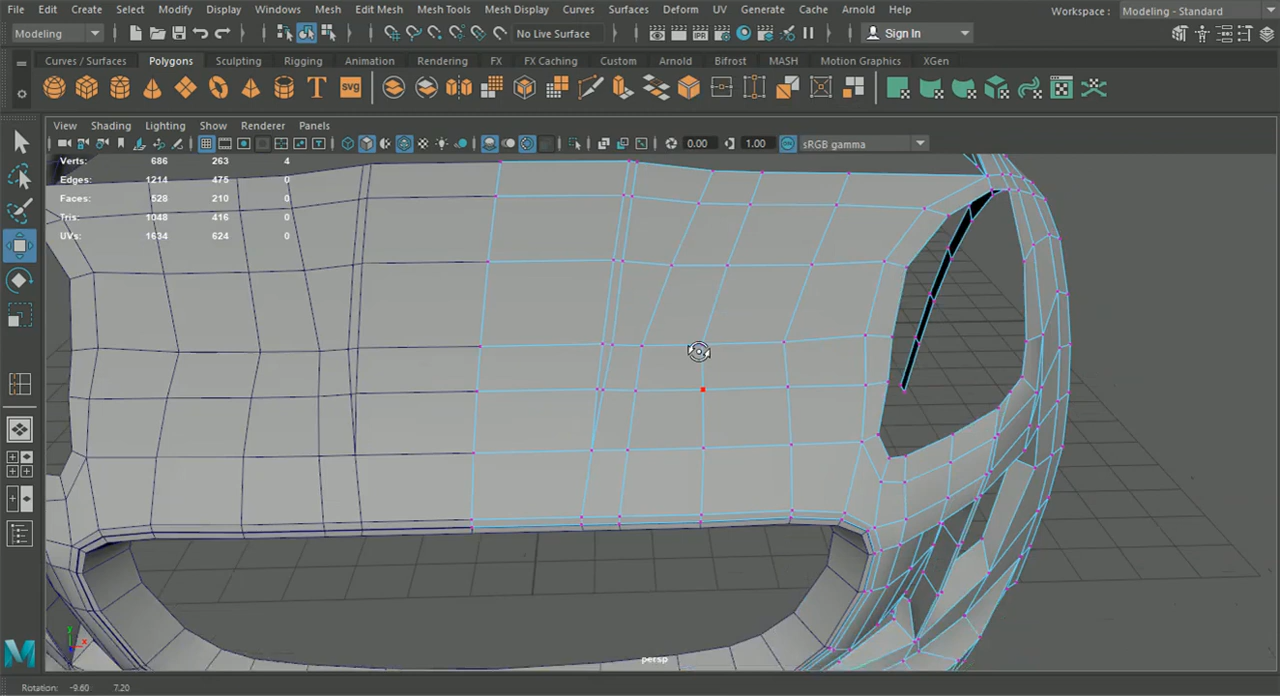 File Edit Create Select Modify Display Windows Mesh Edit Mesh Mesh Tools Mesh Display Curves Surfaces Deform UV Generate Cache Arnold Help Workspace : Modeling - Standard
Modeling No Live Surface Sign In
Curves / Surfaces Polygons Sculpting Rigging Animation Rendering FX FX Caching Custom Arnold Bifrost MASH Motion Graphics XGen
T svg
View Shading Lighting Show Renderer Panels
0.00 1.00 sRGB gamma
Verts: 686 263 4
Edges: 1214 475 0
Faces: 528 210 0
Tris: 1048 416 0
UVs: 1634 624 0
y
x
persp
M
Rotation: -9.60 7.20